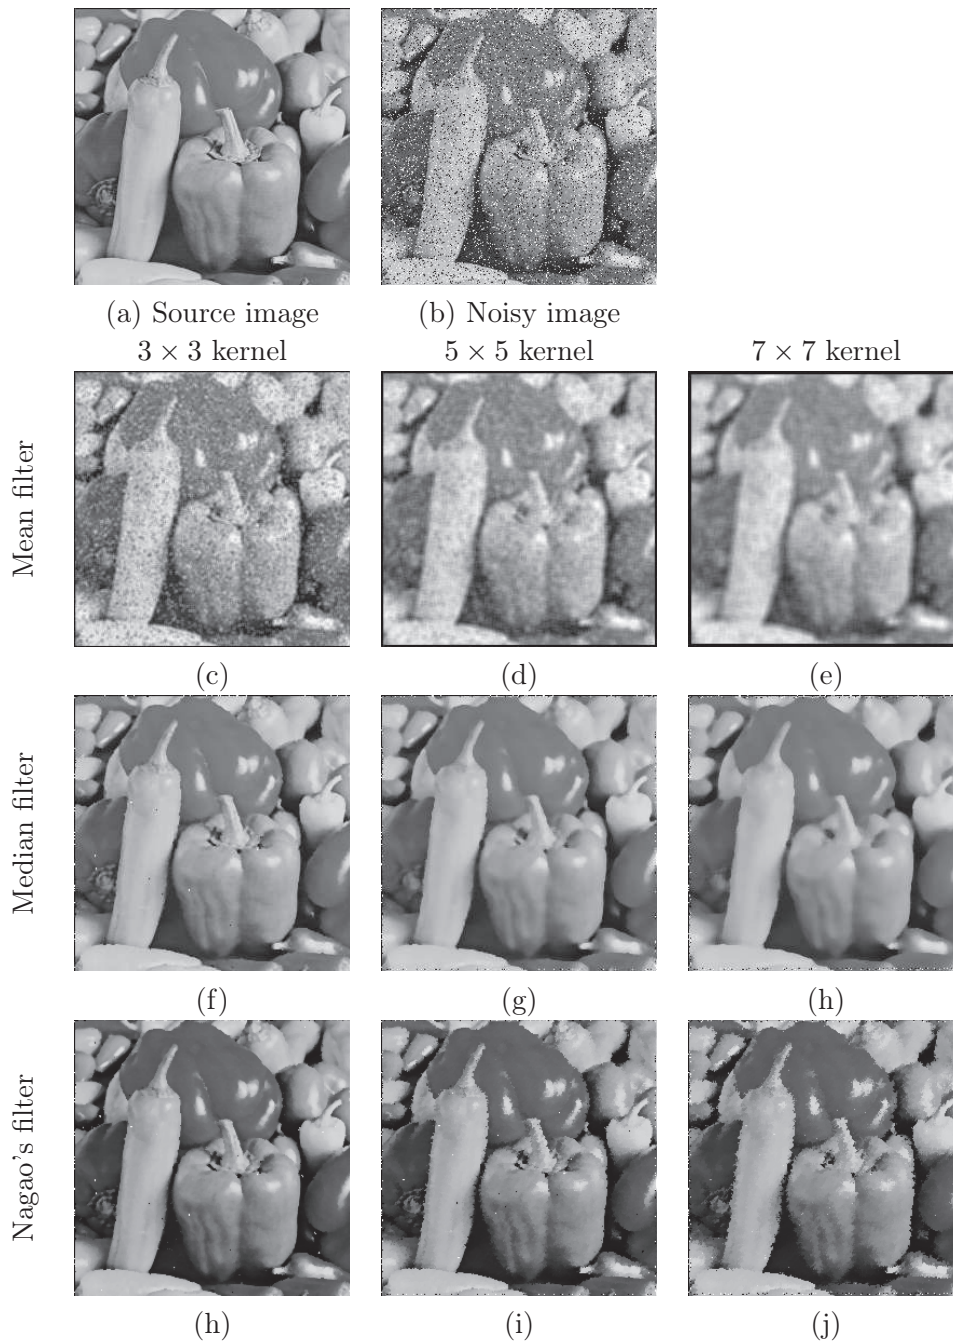 (a) Source image
(b) Noisy image
3 × 3 kernel
5 × 5 kernel
7 × 7 kernel
Mean filter
(c)
(d)
(e)
Median filter
(f)
(g)
(h)
Nagao's filter
(h)
(i)
(j)